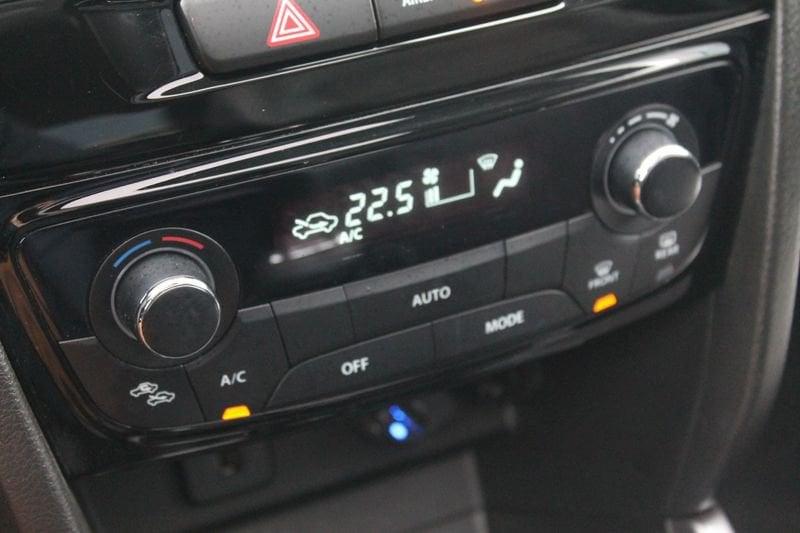 22.5
A/C
AUTO
FRONT
REAR
A/C
OFF
MODE